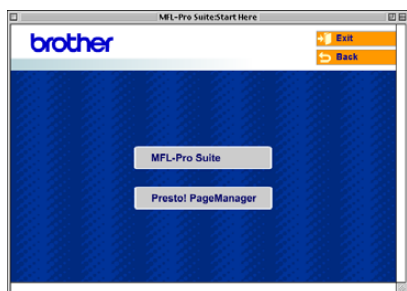 MFL-Pro Suite:Start Here
brother
Exit
Back
MFL-Pro Suite
Presto! PageManager